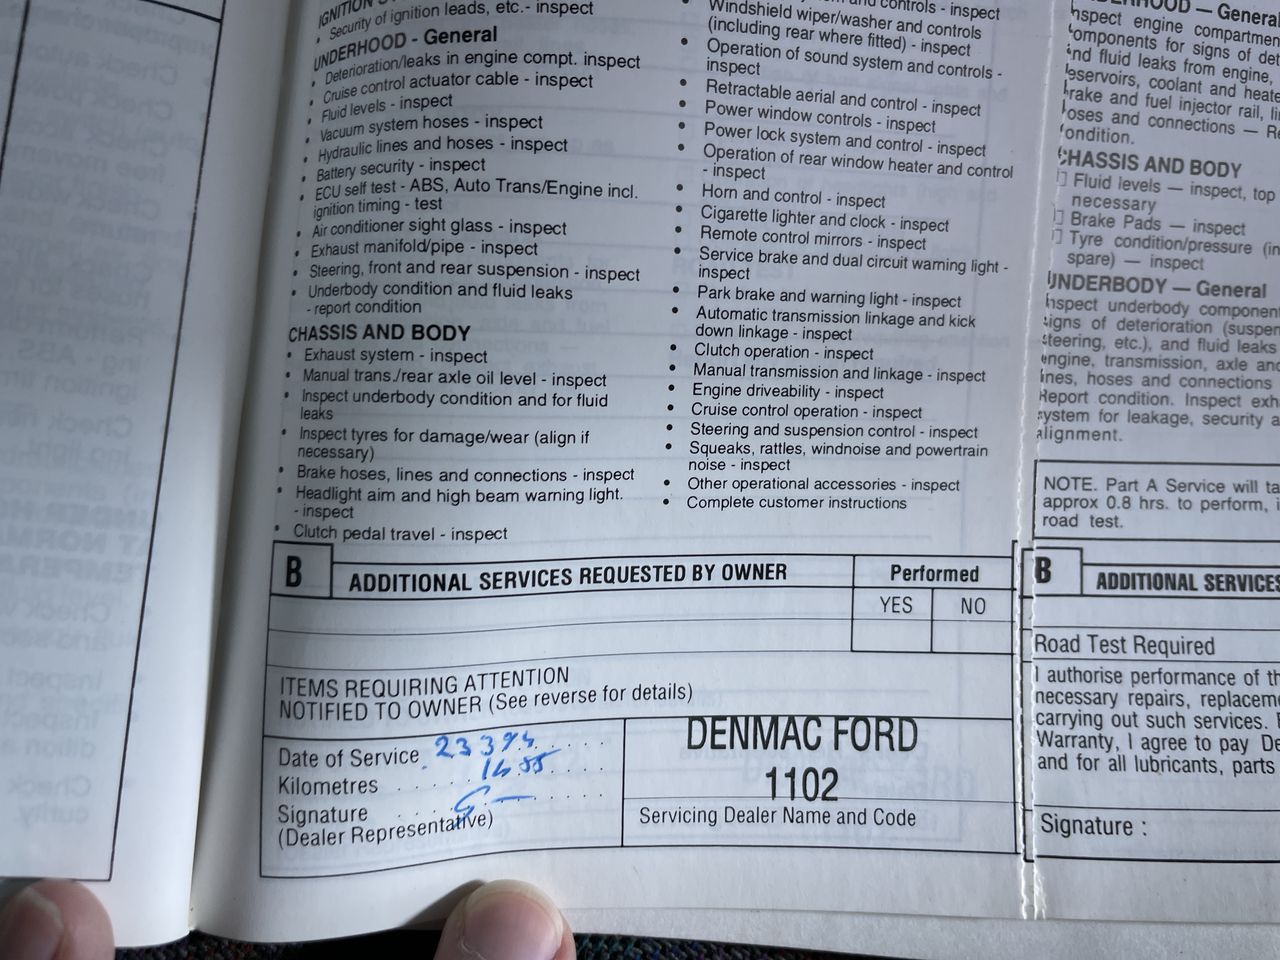 Security of ignition leads, etc.- inspect
UNDERHOOD - General
Deterioration/leaks in engine compt. inspect
Cruise control actuator cable - inspect
Fluid levels - inspect
Vacuum system hoses - inspect
Hydraulic lines and hoses - inspect
Battery security - inspect
ECU self test - ABS, Auto Trans/Engine incl.
ignition timing - test
Air conditioner sight glass - inspect
Exhaust manifold/pipe - inspect
Steering, front and rear suspension - inspect
Underbody condition and fluid leaks
- report condition
CHASSIS AND BODY
Exhaust system - inspect
Manual trans./rear axle oil level - inspect
Inspect underbody condition and for fluid
leaks
Inspect tyres for damage/wear (align if
necessary)
Brake hoses, lines and connections - inspect
Headlight aim and high beam warning light.
- inspect
Clutch pedal travel - inspect
and controls - inspect
Windshield wiper/washer and controls
(including rear where fitted) - inspect
Operation of sound system and controls -
inspect
Retractable aerial and control - inspect
Power window controls - inspect
Power lock system and control - inspect
Operation of rear window heater and control
- inspect
Horn and control - inspect
Cigarette lighter and clock - inspect
Remote control mirrors - inspect
Service brake and dual circuit warning light -
inspect
Park brake and warning light - inspect
Automatic transmission linkage and kick
down linkage - inspect
Clutch operation - inspect
Manual transmission and linkage - inspect
Engine driveability - inspect
Cruise control operation - inspect
Steering and suspension control - inspect
Squeaks, rattles, windnoise and powertrain
noise - inspect
Other operational accessories - inspect
Complete customer instructions
B
ADDITIONAL SERVICES REQUESTED BY OWNER
Performed
YES NO
ITEMS REQUIRING ATTENTION
NOTIFIED TO OWNER (See reverse for details)
Date of Service
Kilometres
Signature
(Dealer Representative)
DENMAC FORD
1102
Servicing Dealer Name and Code
General
inspect engine compartment
components for signs of
and fluid leaks from engine,
reservoirs, coolant and
brake and fuel injector rail,
hoses and connections —
condition.
CHASSIS AND BODY
Fluid levels — inspect, top
necessary
Brake Pads — inspect
Tyre condition/pressure
spare) — inspect
UNDERBODY — General
Inspect underbody
signs of deterioration
steering, etc.), and fluid leaks
engine, transmission, axle and
lines, hoses and connections
Report condition. Inspect
system for leakage, security
alignment.
NOTE. Part A Service will
approx 0.8 hrs. to perform,
road test.
B
ADDITIONAL SERVICES
Road Test Required
I authorise performance of
necessary repairs,
carrying out such services.
Warranty, I agree to pay
and for all lubricants, parts
Signature :